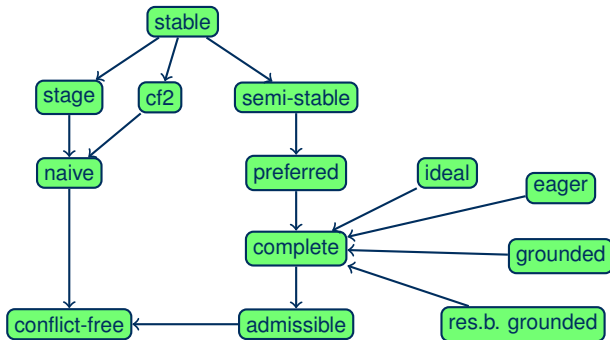 stable
stage
cf2
semi-stable
naive
preferred
ideal
eager
complete
grounded
conflict-free
admissible
res.b. grounded